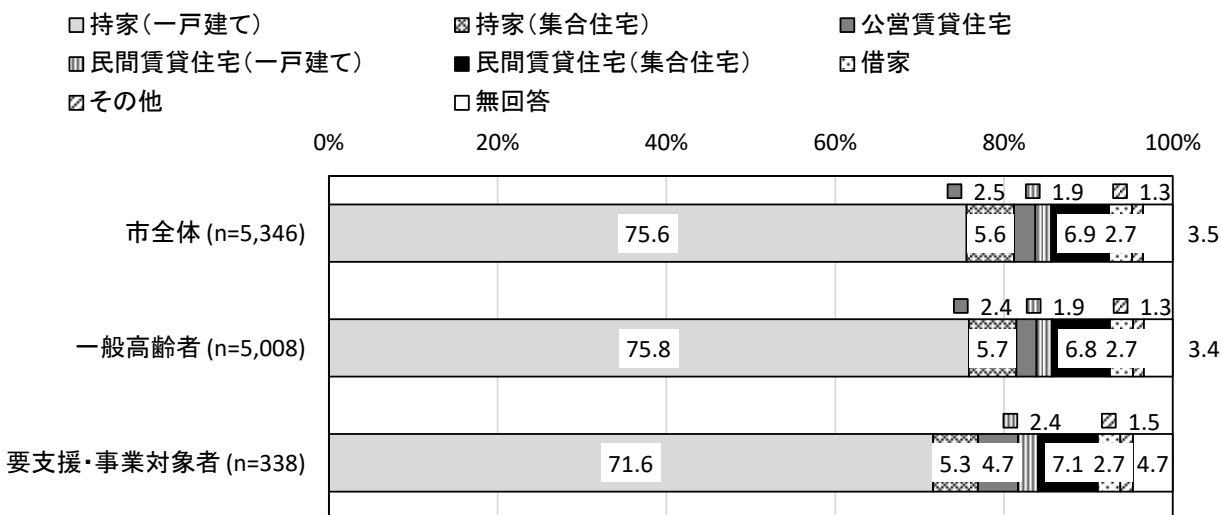 持家(一戸建て) 持家(集合住宅) 公営賃貸住宅
民間賃貸住宅(一戸建て) 民間賃貸住宅(集合住宅) 借家
その他 無回答
0% 20% 40% 60% 80% 100%
2.5 1.9 1.3
市全体 (n=5,346) 75.6 5.6 6.9 2.7 3.5
2.4 1.9 1.3
一般高齢者 (n=5,008) 75.8 5.7 6.8 2.7 3.4
2.4 1.5
要支援・事業対象者 (n=338) 71.6 5.3 4.7 7.1 2.7 4.7